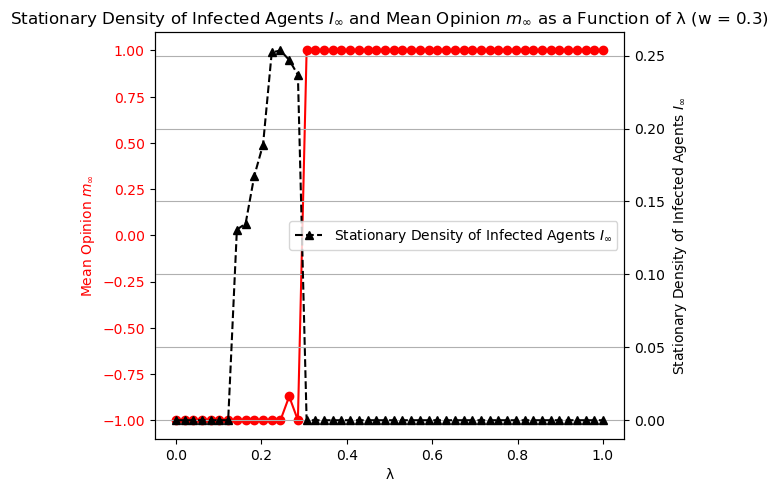 Stationary Density of Infected Agents I∞ and Mean Opinion m∞ as a Function of λ (w = 0.3)
Mean Opinion m∞
1.00
0.75
0.50
0.25
0.00
−0.25
−0.50
−0.75
−1.00
Stationary Density of Infected Agents I∞
0.25
0.20
0.15
0.10
0.05
0.00
Stationary Density of Infected Agents I∞
0.0 0.2 0.4 0.6 0.8 1.0
λ